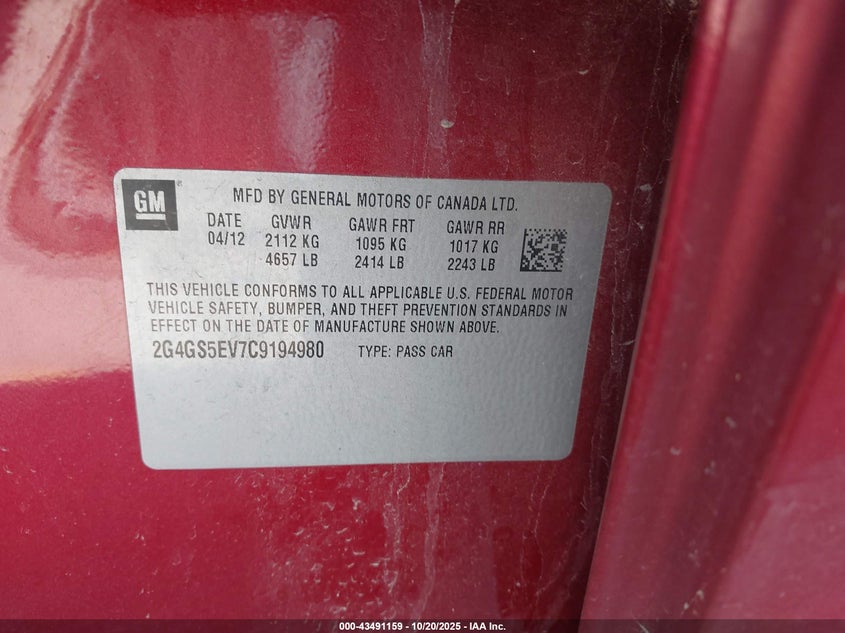 GM
MFD BY GENERAL MOTORS OF CANADA LTD.
DATE GVWR GAWR FRT GAWR RR
04/12 2112 KG 1095 KG 1017 KG
4657 LB 2414 LB 2243 LB
THIS VEHICLE CONFORMS TO ALL APPLICABLE U.S. FEDERAL MOTOR
VEHICLE SAFETY, BUMPER, AND THEFT PREVENTION STANDARDS IN
EFFECT ON THE DATE OF MANUFACTURE SHOWN ABOVE.
2G4GS5EV7C9194980 TYPE: PASS CAR
000-43491159 - 10/20/2025 - IAA Inc.